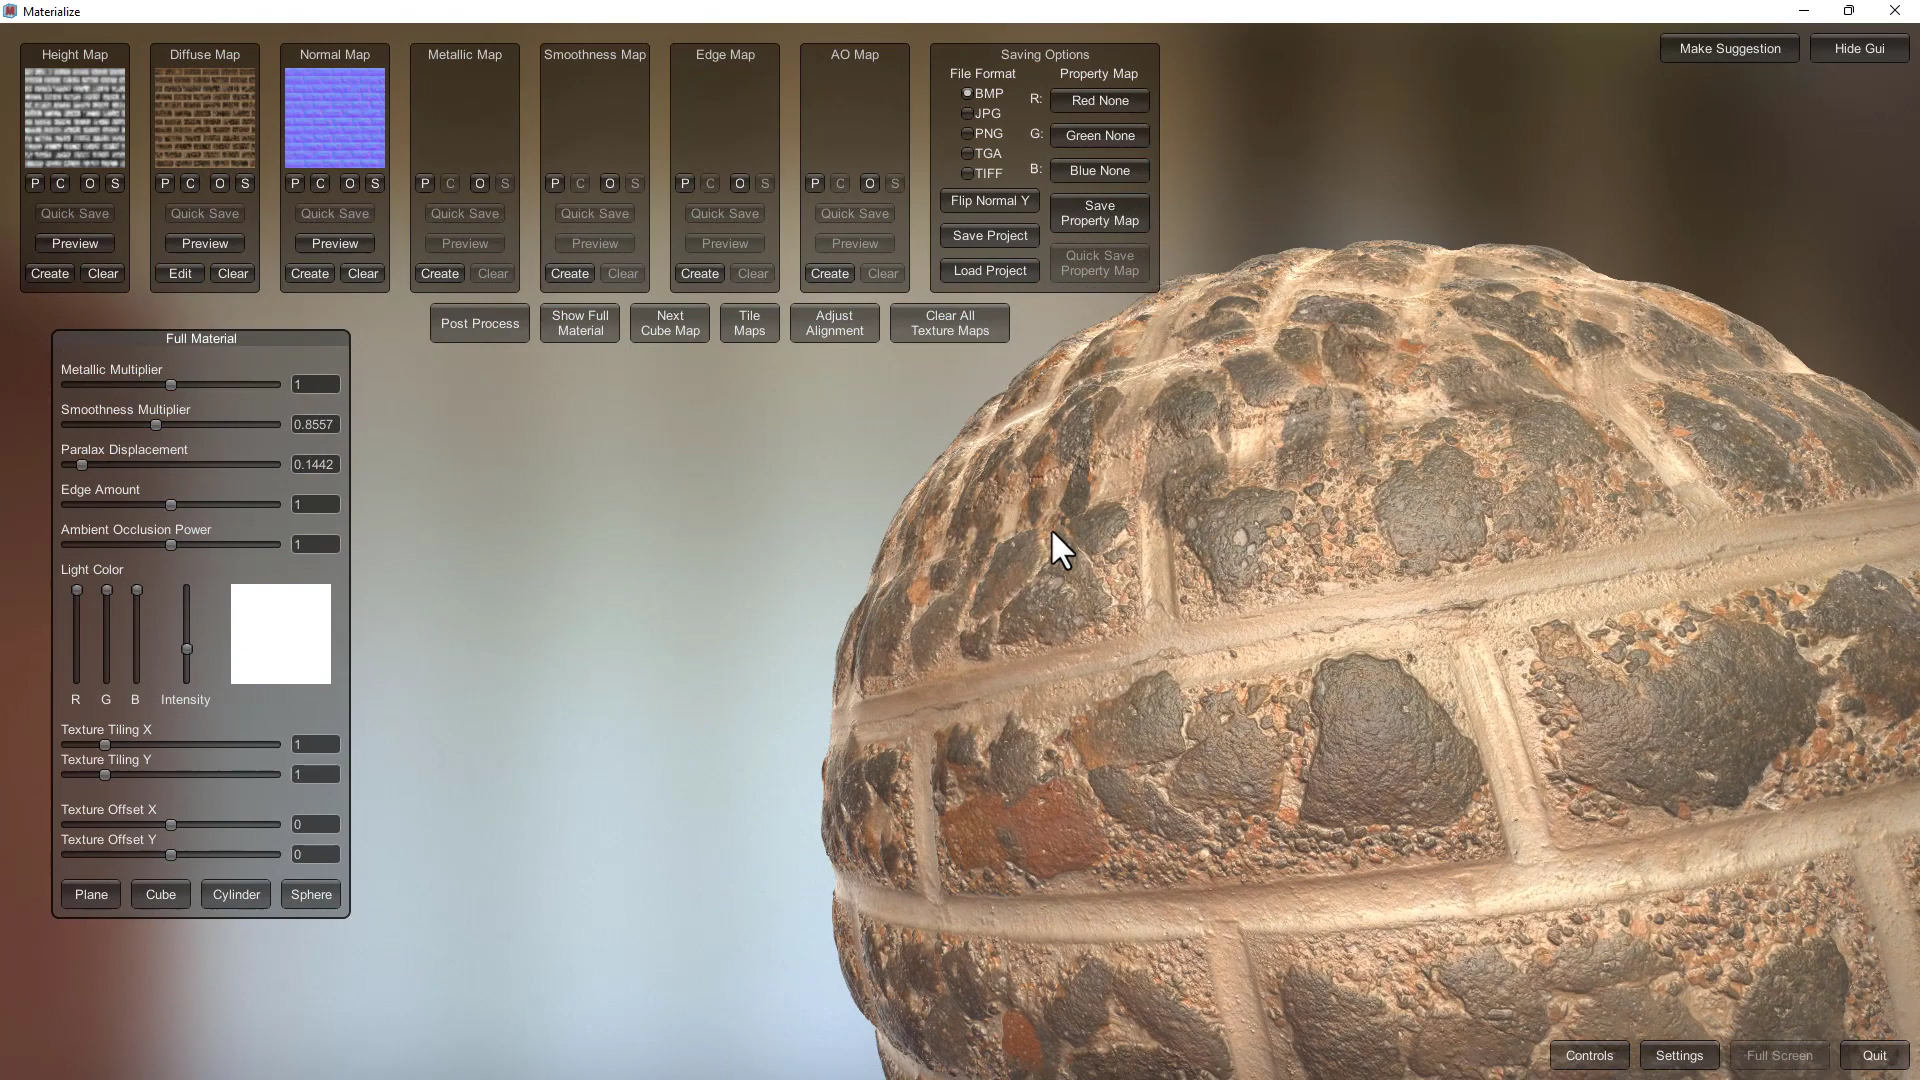 Materialize
Height Map
Diffuse Map
Normal Map
Metallic Map
Smoothness Map
Edge Map
AO Map
Saving Options
Make Suggestion
Hide Gui
File Format
Property Map
BMP
JPG
PNG
TGA
TIFF
R:
Red None
G:
Green None
B:
Blue None
Flip Normal Y
Save Project
Load Project
Save
Property Map
Quick Save
Property Map
P C O S
P C O S
P C O S
P C O S
P C O S
P C O S
P C O S
Quick Save
Quick Save
Quick Save
Quick Save
Quick Save
Quick Save
Quick Save
Preview
Preview
Preview
Preview
Preview
Preview
Preview
Create Clear
Edit Clear
Create Clear
Create Clear
Create Clear
Create Clear
Create Clear
Post Process
Show Full
Material
Next
Cube Map
Tile
Maps
Adjust
Alignment
Clear All
Texture Maps
Full Material
Metallic Multiplier
1
Smoothness Multiplier
0.8557
Paralax Displacement
0.1442
Edge Amount
1
Ambient Occlusion Power
1
Light Color
R G B Intensity
Texture Tiling X
1
Texture Tiling Y
1
Texture Offset X
0
Texture Offset Y
0
Plane Cube Cylinder Sphere
Controls Settings Full Screen Quit